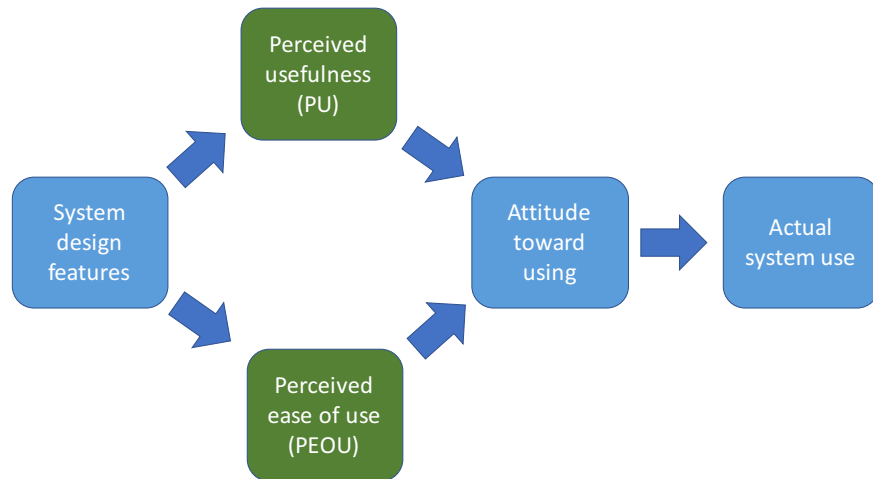 Perceived
usefulness
(PU)
System
design
features
Attitude
toward
using
Actual
system use
Perceived
ease of use
(PEOU)